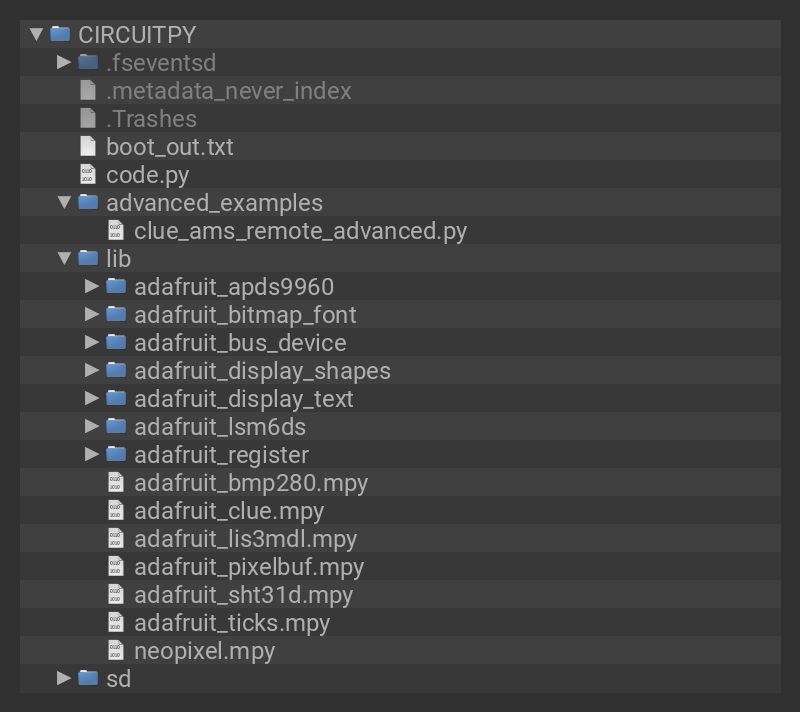 CIRCUITPY
.fseventsd
.metadata_never_index
.Trashes
boot_out.txt
code.py
advanced_examples
clue_ams_remote_advanced.py
lib
adafruit_apds9960
adafruit_bitmap_font
adafruit_bus_device
adafruit_display_shapes
adafruit_display_text
adafruit_lsm6ds
adafruit_register
adafruit_bmp280.mpy
adafruit_clue.mpy
adafruit_lis3mdl.mpy
adafruit_pixelbuf.mpy
adafruit_sht31d.mpy
adafruit_ticks.mpy
neopixel.mpy
sd